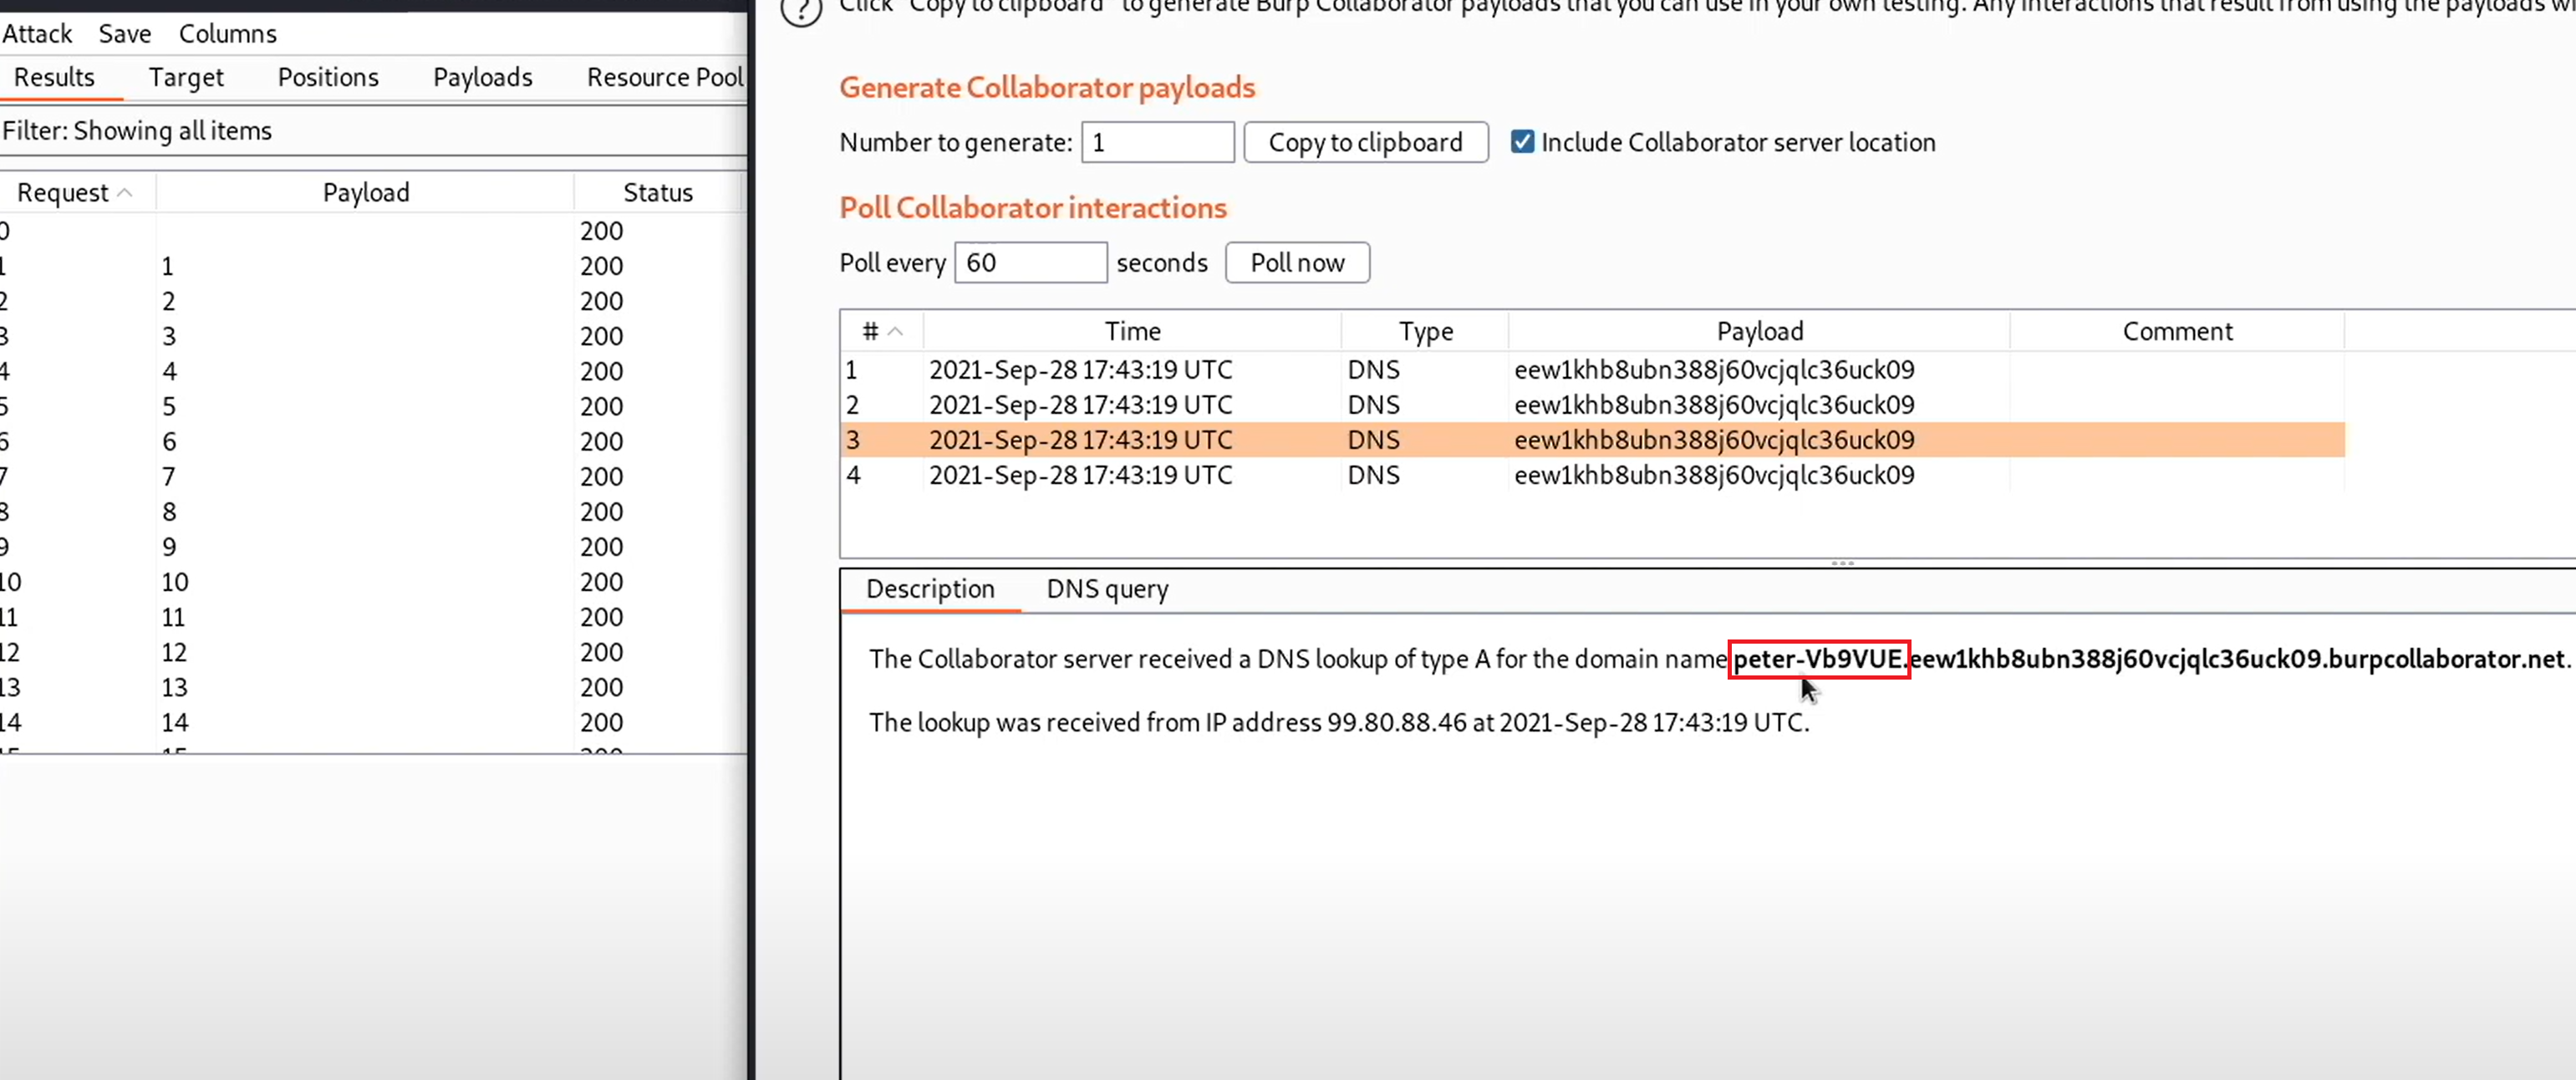 Click "Copy to clipboard" to generate Burp Collaborator payloads that you can use in your own testing. Any interactions that result from using the payloads
Attack Save Columns
Results Target Positions Payloads Resource Pool
Generate Collaborator payloads
Filter: Showing all items
Number to generate: 1 Copy to clipboard Include Collaborator server location
Request Payload Status
Poll Collaborator interactions
0 200
Poll every 60 seconds Poll now
1 1 200
2 2 200
3 3 200
4 4 200
5 5 200
6 6 200
7 7 200
8 8 200
9 9 200
10 10 200
11 11 200
12 12 200
13 13 200
14 14 200
15 15 200
# Time Type Payload Comment
1 2021-Sep-28 17:43:19 UTC DNS eew1khb8ubn388j60vcjqlc36uck09
2 2021-Sep-28 17:43:19 UTC DNS eew1khb8ubn388j60vcjqlc36uck09
3 2021-Sep-28 17:43:19 UTC DNS eew1khb8ubn388j60vcjqlc36uck09
4 2021-Sep-28 17:43:19 UTC DNS eew1khb8ubn388j60vcjqlc36uck09
Description DNS query
The Collaborator server received a DNS lookup of type A for the domain name peter-Vb9VUE.eew1khb8ubn388j60vcjqlc36uck09.burpcollaborator.net.
The lookup was received from IP address 99.80.88.46 at 2021-Sep-28 17:43:19 UTC.